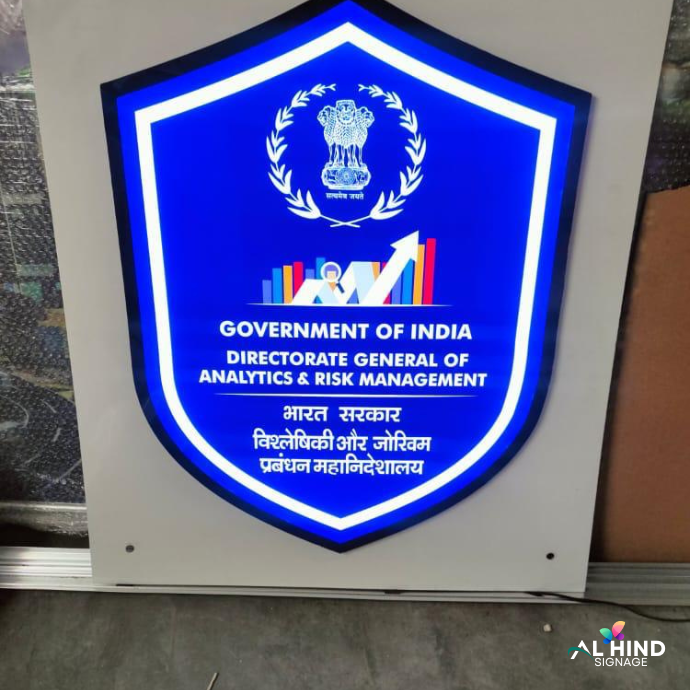 सत्यमेव जयते
GOVERNMENT OF INDIA
DIRECTORATE GENERAL OF
ANALYTICS & RISK MANAGEMENT
भारत सरकार
विश्लेषिकी और जोखिम
प्रबंधन महानिदेशालय
AL HIND
SIGNAGE